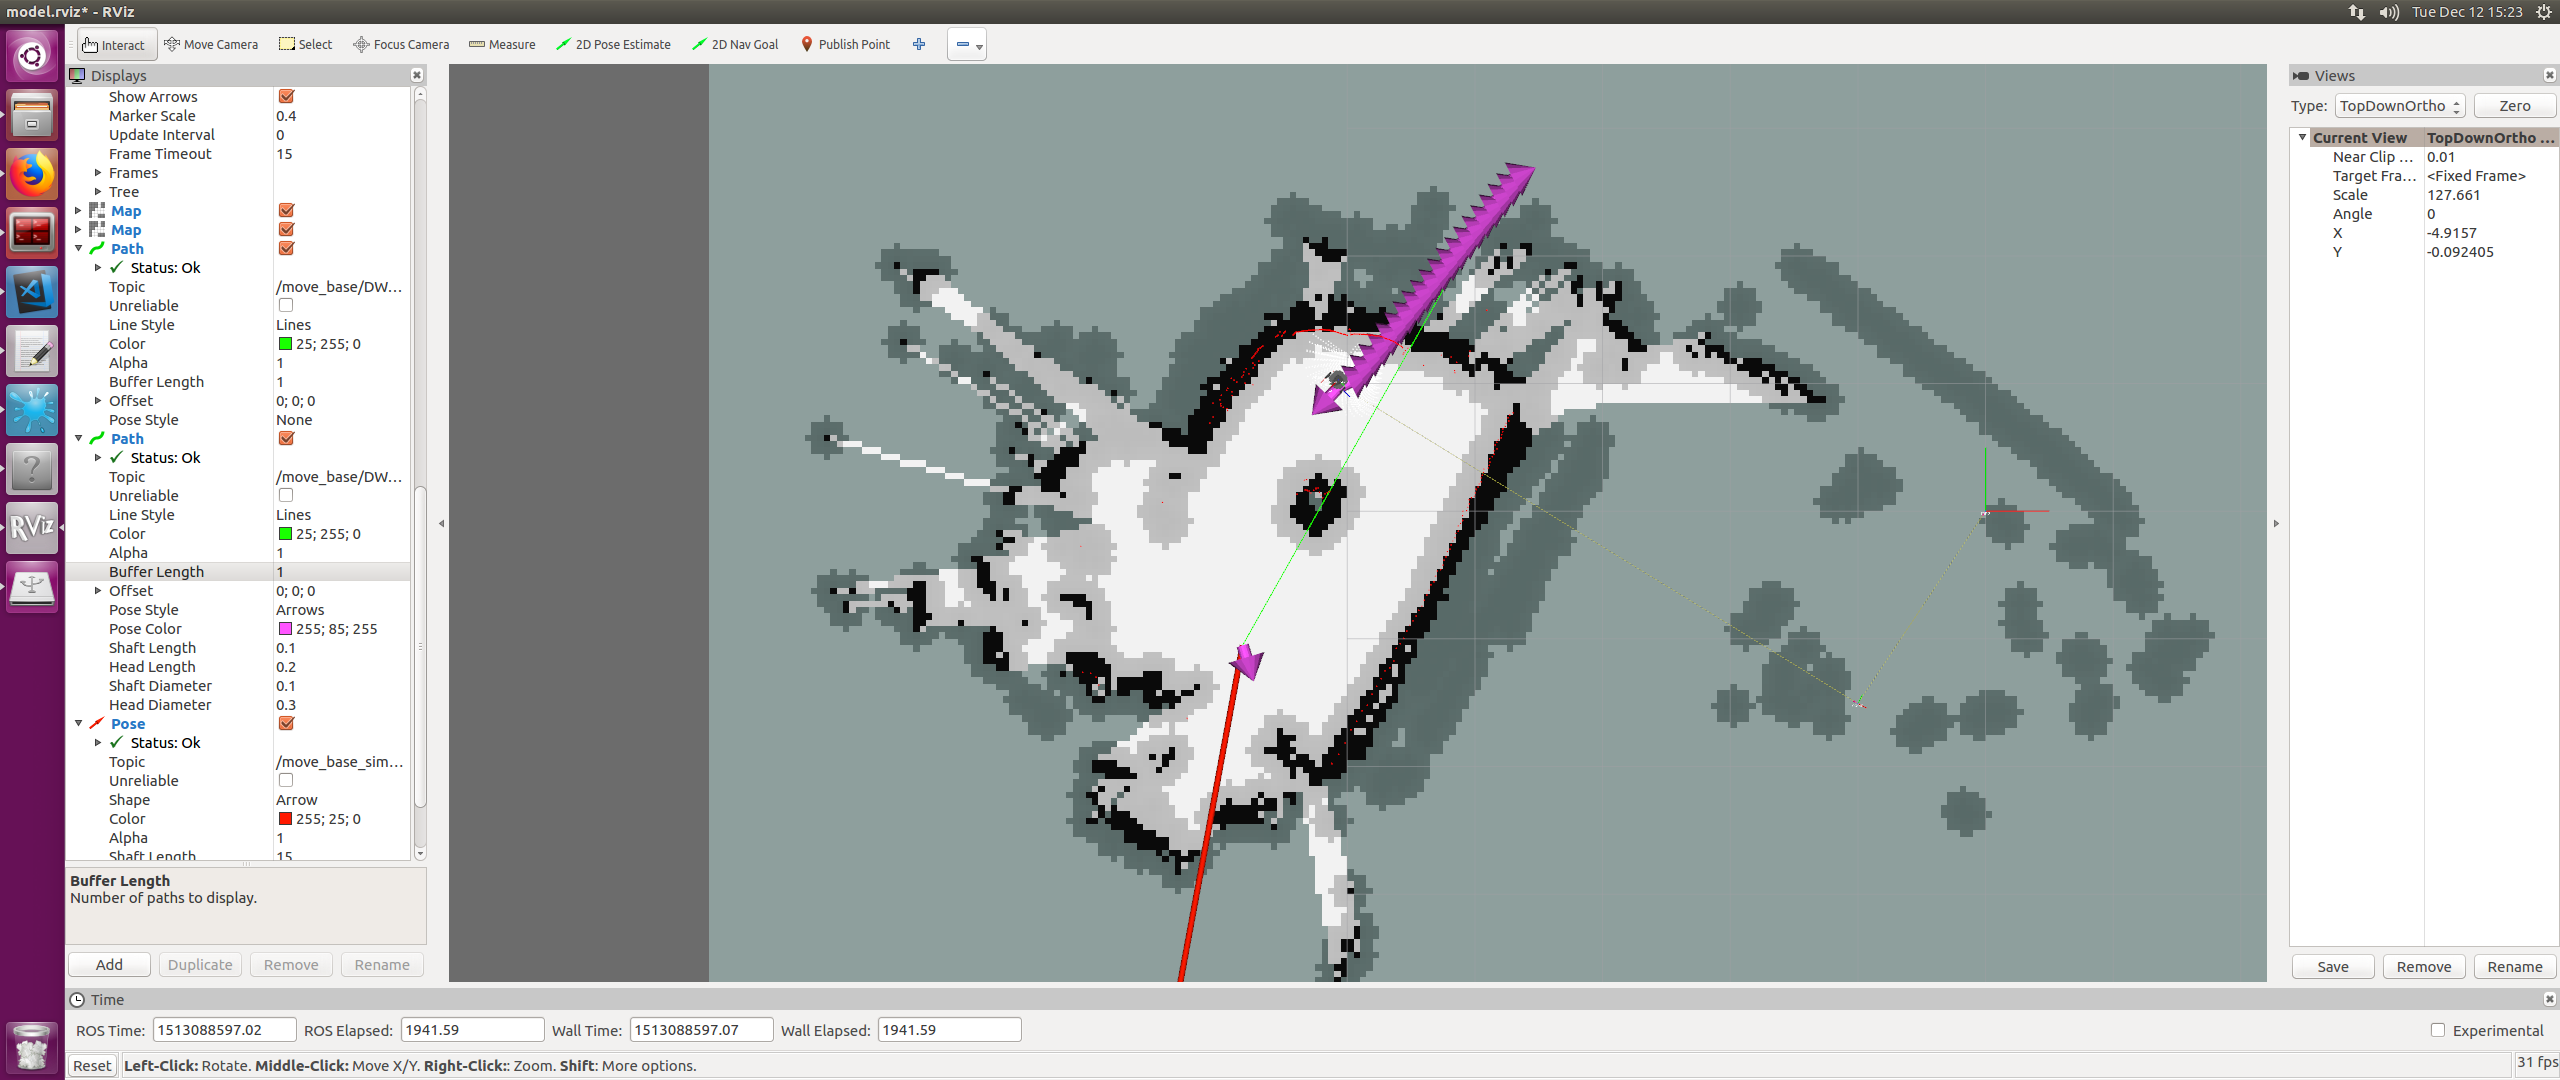 model.rviz* - RViz
Tue Dec 12 15:23
Interact Move Camera Select Focus Camera Measure 2D Pose Estimate 2D Nav Goal Publish Point
Displays
Show Arrows
Marker Scale 0.4
Update Interval 0
Frame Timeout 15
Frames
Tree
Map
Map
Path
Status: Ok
Topic /move_base/DW...
Unreliable
Line Style Lines
Color 25; 255; 0
Alpha 1
Buffer Length 1
Offset 0; 0; 0
Pose Style None
Path
Status: Ok
Topic /move_base/DW...
Unreliable
Line Style Lines
Color 25; 255; 0
Alpha 1
Buffer Length 1
Offset 0; 0; 0
Pose Style Arrows
Pose Color 255; 85; 255
Shaft Length 0.1
Head Length 0.2
Shaft Diameter 0.1
Head Diameter 0.3
Pose
Status: Ok
Topic /move_base_sim...
Unreliable
Shape Arrow
Color 255; 25; 0
Alpha 1
Shaft Length 15
Buffer Length
Number of paths to display.
Add Duplicate Remove Rename
RViz
Views
Type: TopDownOrtho Zero
Current View TopDownOrtho ...
Near Clip ... 0.01
Target Fra... <Fixed Frame>
Scale 127.661
Angle 0
X -4.9157
Y -0.092405
Save Remove Rename
Time
ROS Time: 1513088597.02 ROS Elapsed: 1941.59 Wall Time: 1513088597.07 Wall Elapsed: 1941.59 Experimental
Reset Left-Click: Rotate. Middle-Click: Move X/Y. Right-Click:: Zoom. Shift: More options. 31 fps